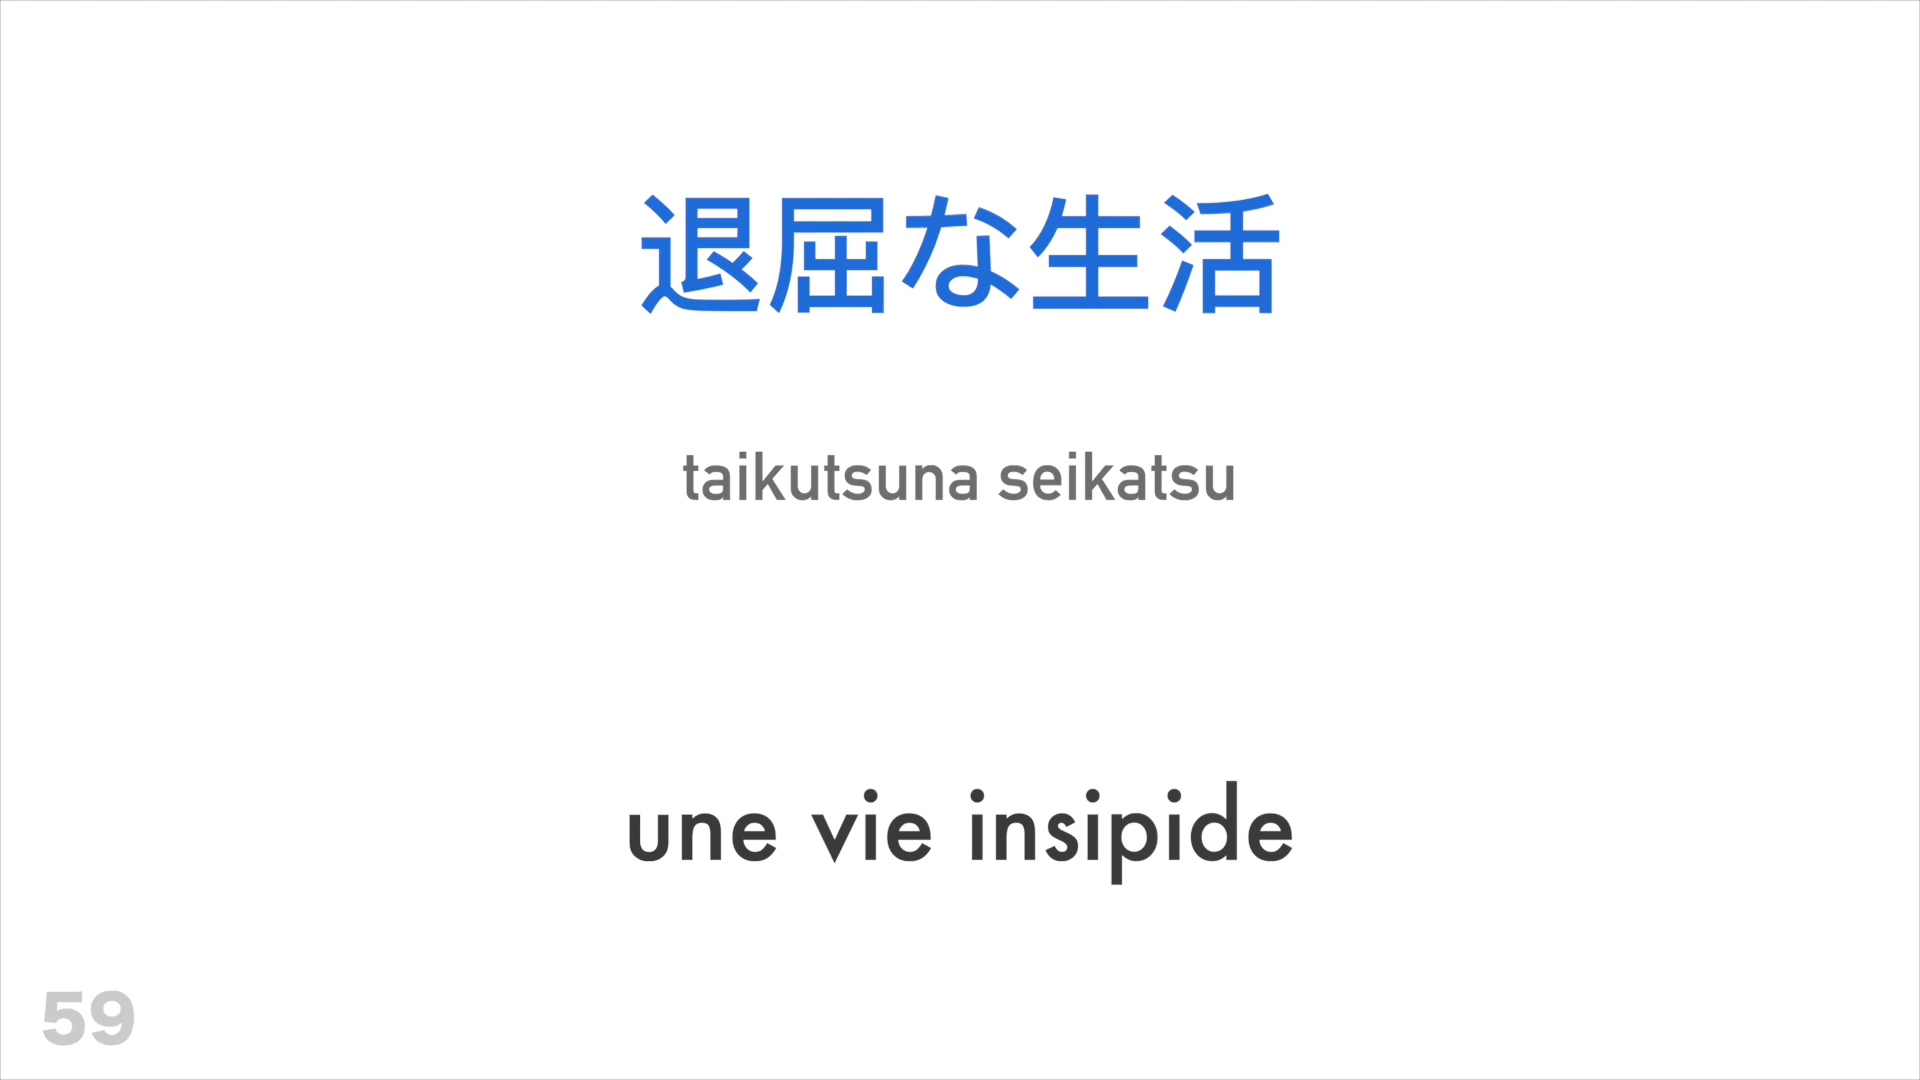 退屈な生活
taikutsuna seikatsu
une vie insipide
59